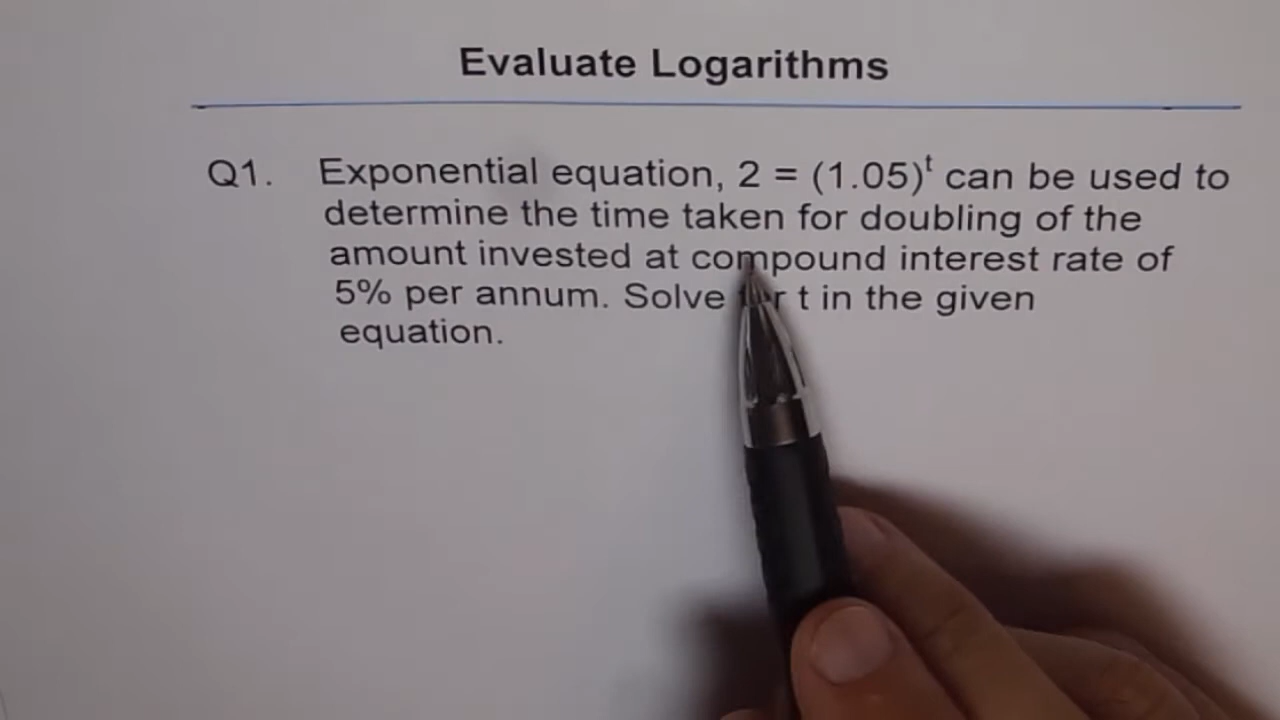 Evaluate Logarithms
Q1. Exponential equation, 2 = (1.05)^t can be used to
determine the time taken for doubling of the
amount invested at compound interest rate of
5% per annum. Solve for t in the given
equation.